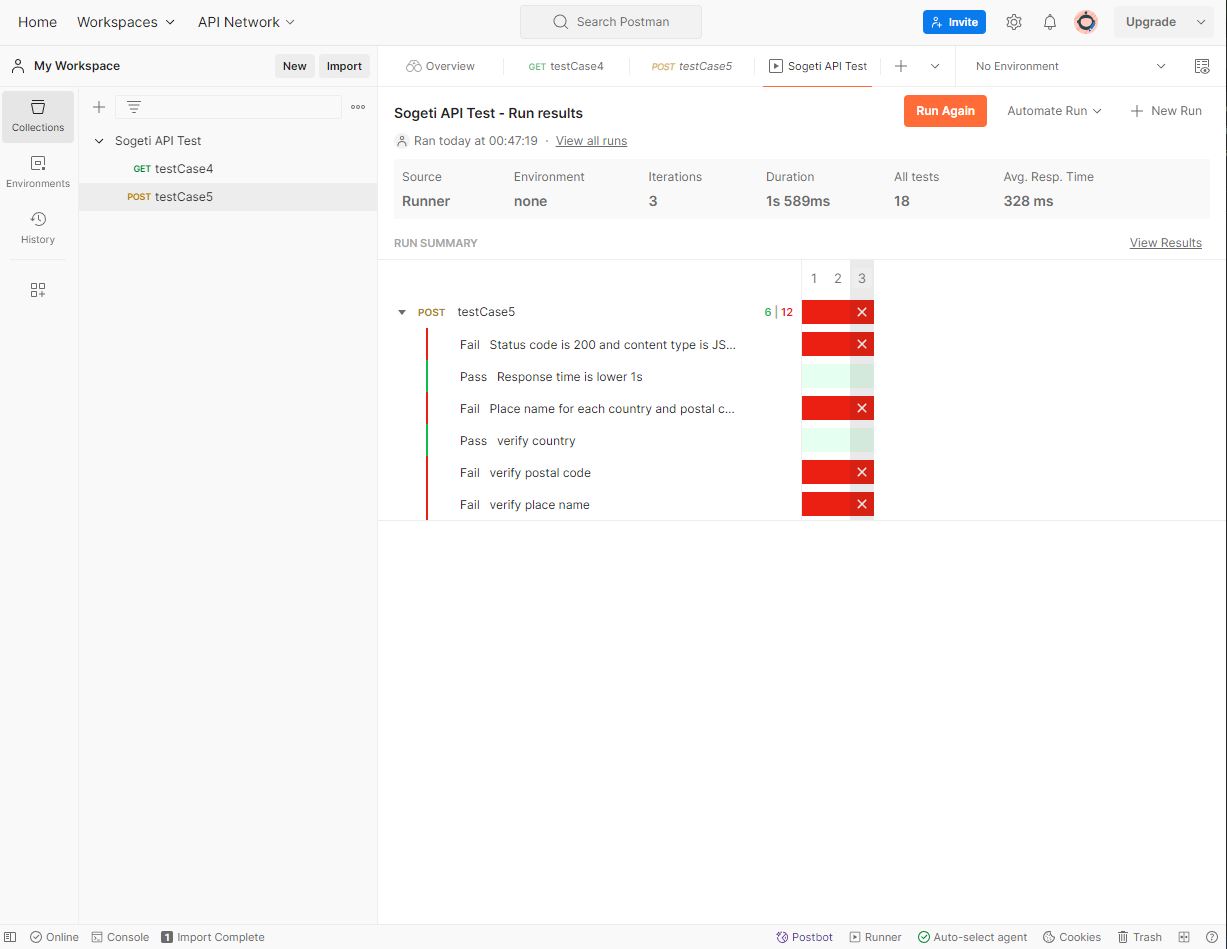 Home Workspaces API Network Search Postman Invite Upgrade
My Workspace New Import Overview GET testCase4 POST testCase5 Sogeti API Test No Environment
Collections
Environments
History
Sogeti API Test
GET testCase4
POST testCase5
Sogeti API Test - Run results Run Again Automate Run New Run
Ran today at 00:47:19 · View all runs
Source Environment Iterations Duration All tests Avg. Resp. Time
Runner none 3 1s 589ms 18 328 ms
RUN SUMMARY View Results
1 2 3
POST testCase5 6 | 12
Fail Status code is 200 and content type is JS...
Pass Response time is lower 1s
Fail Place name for each country and postal c...
Pass verify country
Fail verify postal code
Fail verify place name
Online Console 1 Import Complete Postbot Runner Auto-select agent Cookies Trash